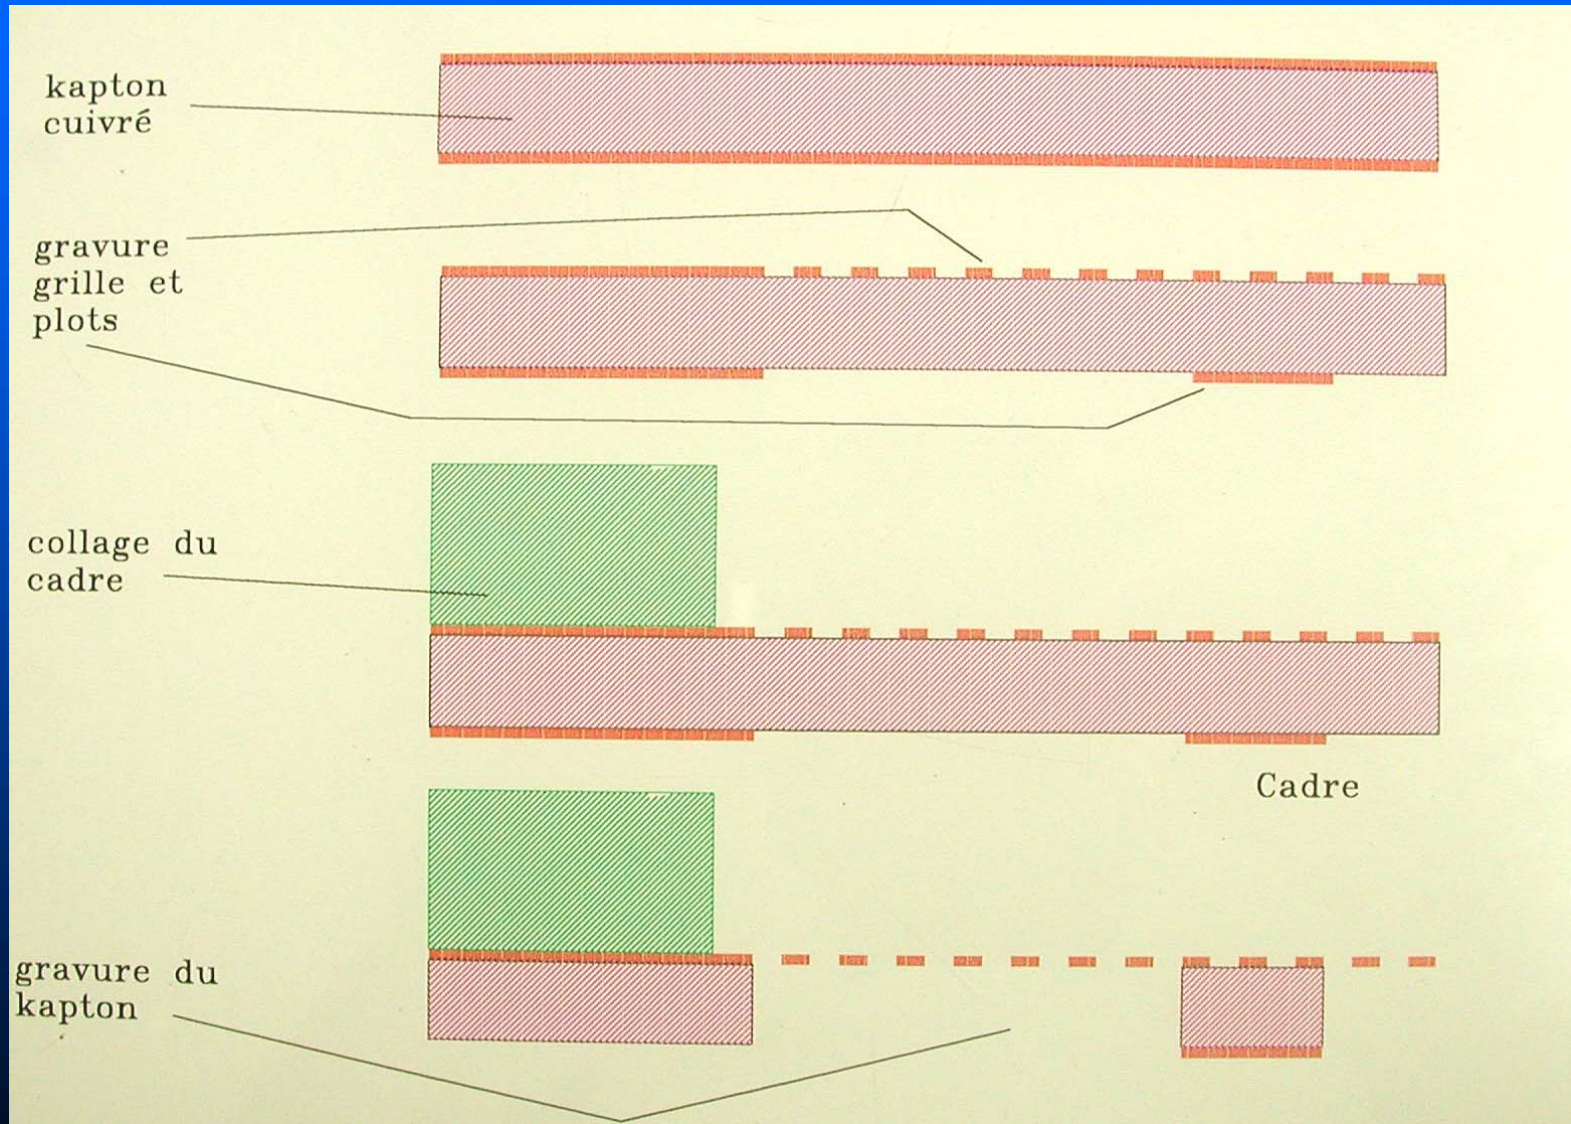 kapton
cuivré
gravure
grille et
plots
collage du
cadre
Cadre
gravure du
kapton